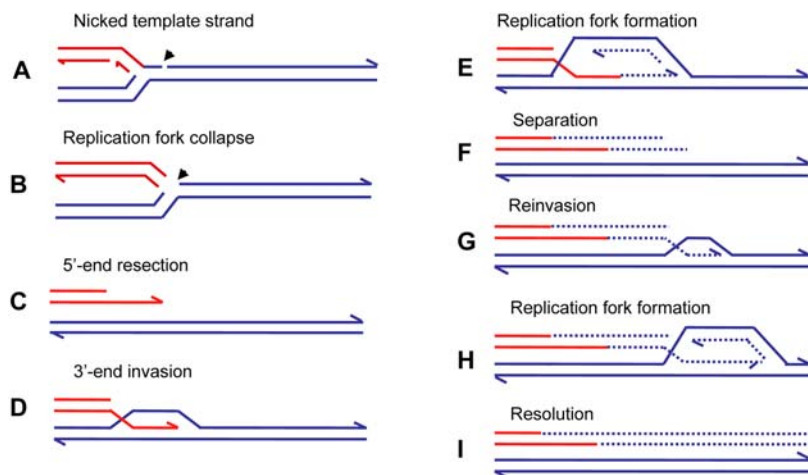 Nicked template strand
A
Replication fork collapse
B
5'-end resection
C
3'-end invasion
D
Replication fork formation
E
Separation
F
Reinvasion
G
Replication fork formation
H
Resolution
I